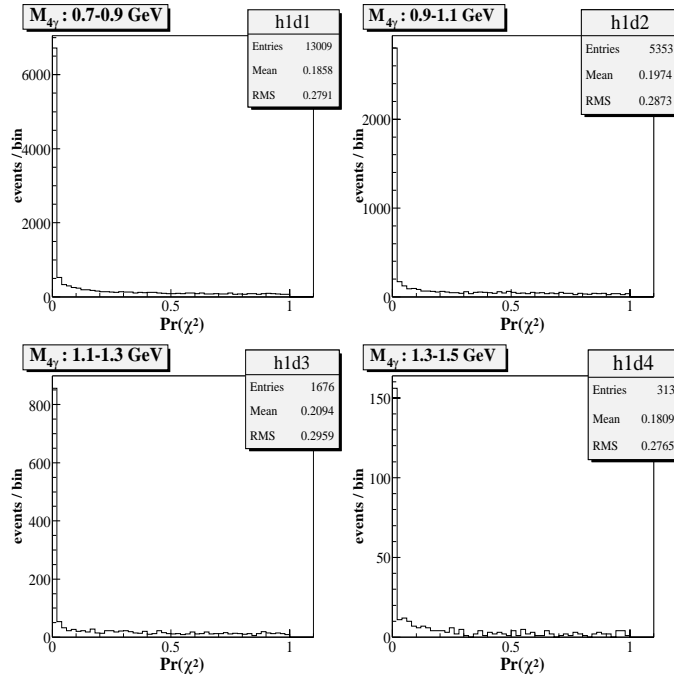 M4γ : 0.7-0.9 GeV
h1d1
Entries 13009
Mean 0.1858
RMS 0.2791
events / bin
6000
4000
2000
0
0 0.5 1
Pr(χ²)
M4γ : 0.9-1.1 GeV
h1d2
Entries 5353
Mean 0.1974
RMS 0.2873
events / bin
2000
1000
0
0 0.5 1
Pr(χ²)
M4γ : 1.1-1.3 GeV
h1d3
Entries 1676
Mean 0.2094
RMS 0.2959
events / bin
800
600
400
200
0
0 0.5 1
Pr(χ²)
M4γ : 1.3-1.5 GeV
h1d4
Entries 313
Mean 0.1809
RMS 0.2765
events / bin
150
100
50
0
0 0.5 1
Pr(χ²)